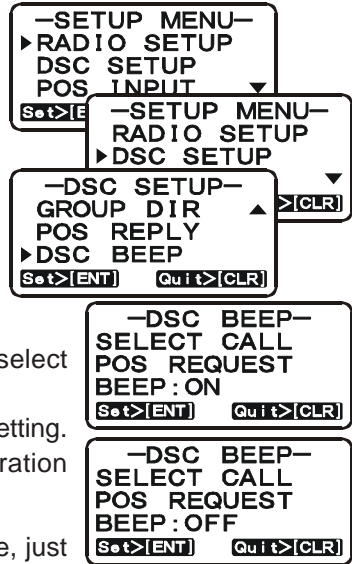 —SETUP MENU—
▶RADIO SETUP
DSC SETUP
POS INPUT ▼
Set>[E
—SETUP MENU—
RADIO SETUP
▶DSC SETUP
▼
>[CLR]
—DSC SETUP—
GROUP DIR ▲
POS REPLY
▶DSC BEEP
Set>[ENT] Quit>[CLR]
select
etting.
ration
e, just
—DSC BEEP—
SELECT CALL
POS REQUEST
BEEP:ON
Set>[ENT] Quit>[CLR]
—DSC BEEP—
SELECT CALL
POS REQUEST
BEEP:OFF
Set>[ENT] Quit>[CLR]